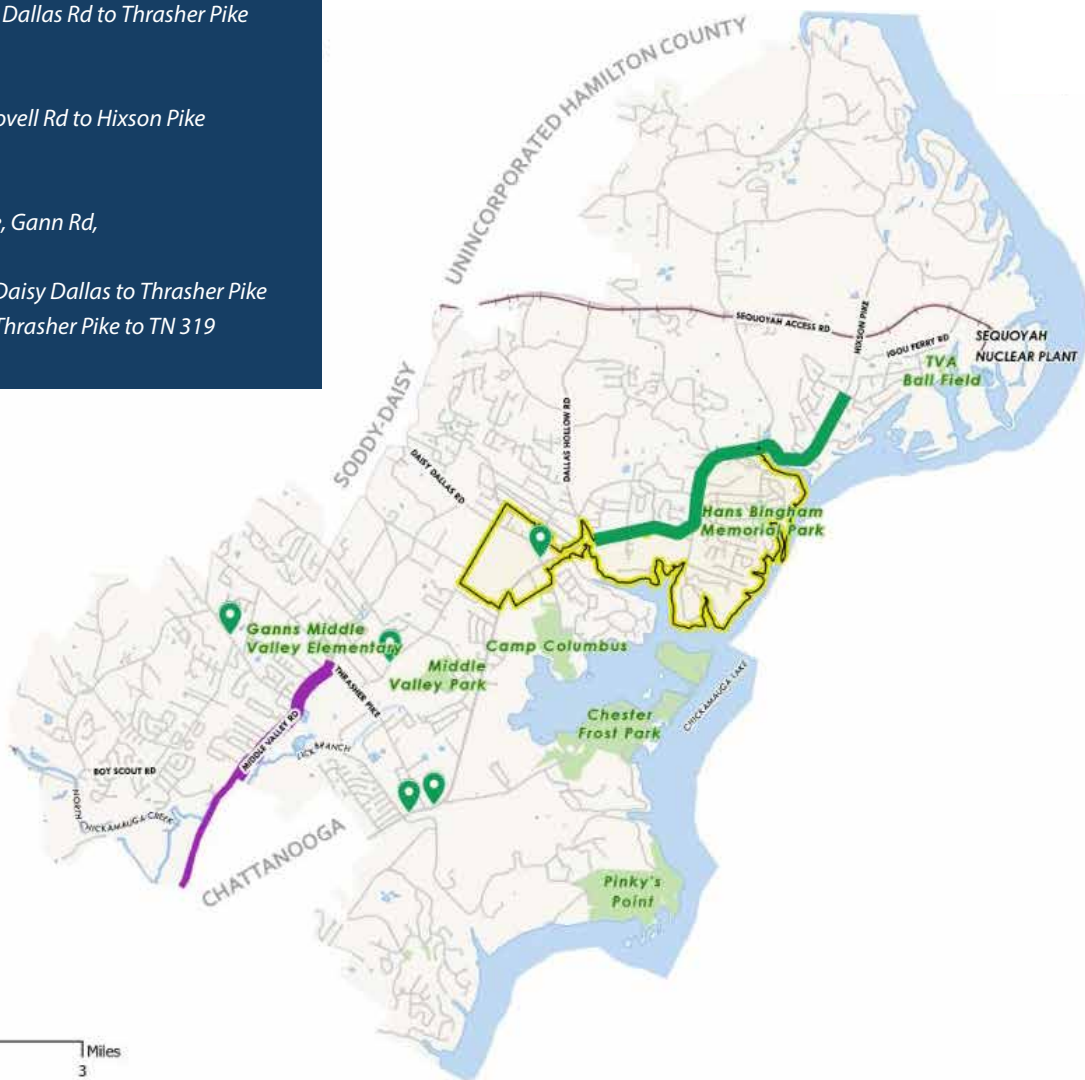 Dallas Rd to Thrasher Pike
ovell Rd to Hixson Pike
, Gann Rd,
Daisy Dallas to Thrasher Pike
Thrasher Pike to TN 319
UNINCORPORATED HAMILTON COUNTY
SODDY-DAISY
SEQUOYAH ACCESS RD
HIXSON PIKE
IGOU FERRY RD
SEQUOYAH
NUCLEAR PLANT
TVA
Ball Field
DALLAS HOLLOW RD
DAISY DALLAS RD
Hans Bingham
Memorial Park
Ganns Middle
Valley Elementary
Camp Columbus
Middle
Valley Park
THRASHER PIKE
CHICKAMAUGA LAKE
Chester
Frost Park
MIDDLE VALLEY RD
LICK BRANCH
BOY SCOUT RD
NORTH CHICKAMAUGA CREEK
CHATTANOOGA
Pinky's
Point
Miles
3